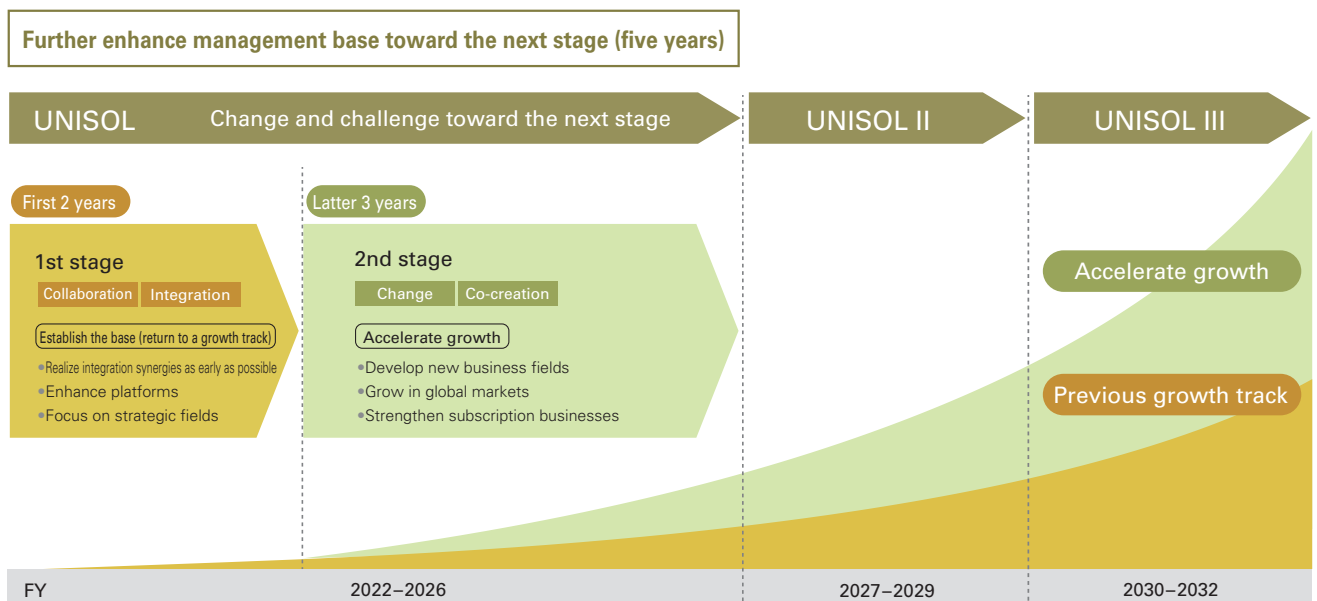 Further enhance management base toward the next stage (five years)
UNISOL Change and challenge toward the next stage
UNISOL II
UNISOL III
First 2 years
1st stage
Collaboration Integration
Establish the base (return to a growth track)
•Realize integration synergies as early as possible
•Enhance platforms
•Focus on strategic fields
Latter 3 years
2nd stage
Change Co-creation
Accelerate growth
•Develop new business fields
•Grow in global markets
•Strengthen subscription businesses
Accelerate growth
Previous growth track
FY 2022–2026 2027–2029 2030–2032